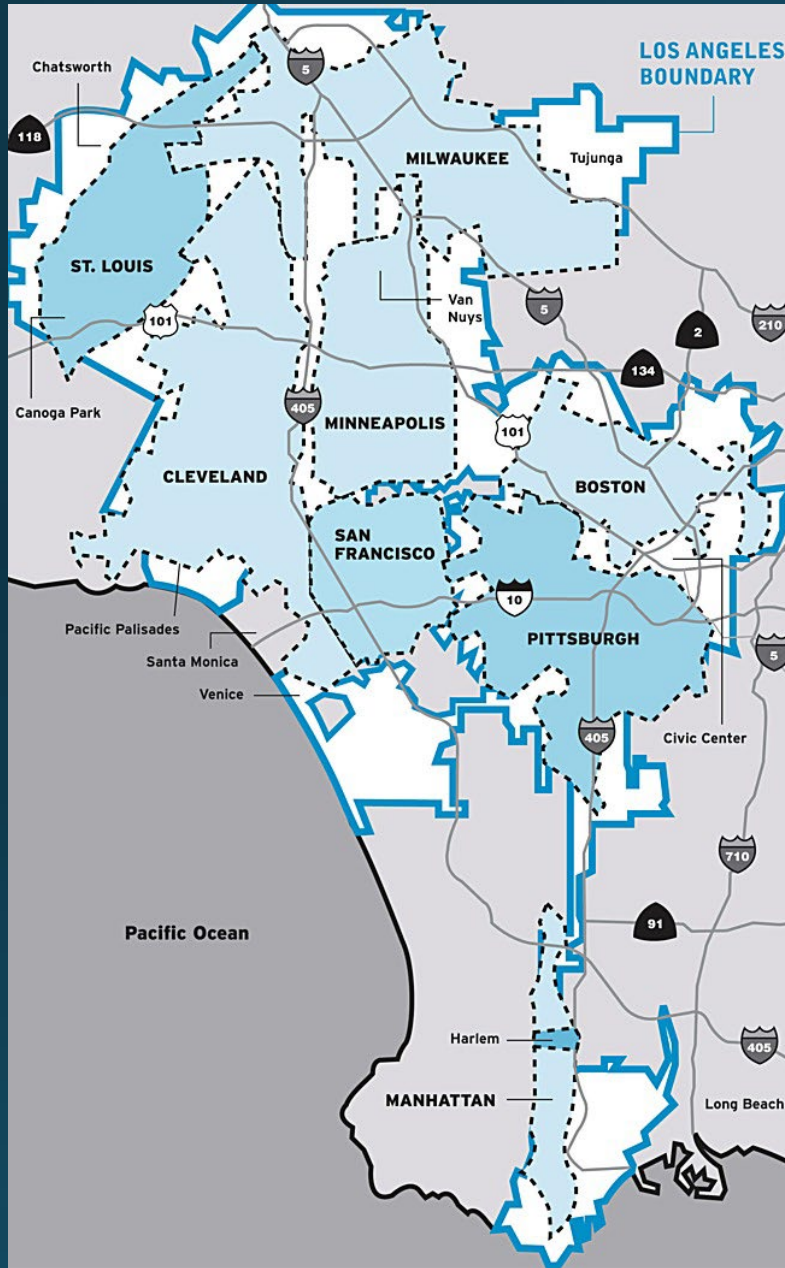 LOS ANGELES
BOUNDARY
Chatsworth
5
118
MILWAUKEE
Tujunga
ST. LOUIS
Van
Nuys
101
5
2
210
134
Canoga Park
405
MINNEAPOLIS
101
CLEVELAND
BOSTON
SAN
FRANCISCO
10
Pacific Palisades
PITTSBURGH
Santa Monica
5
Venice
405
Civic Center
710
Pacific Ocean
91
Harlem
405
MANHATTAN
Long Beach